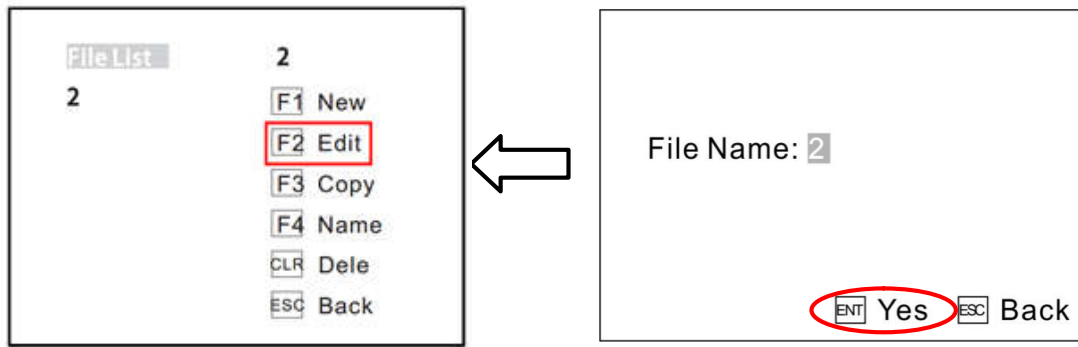 File List
2
2
F1 New
F2 Edit
F3 Copy
F4 Name
CLR Dele
ESC Back
File Name: 2
ENT Yes ESC Back